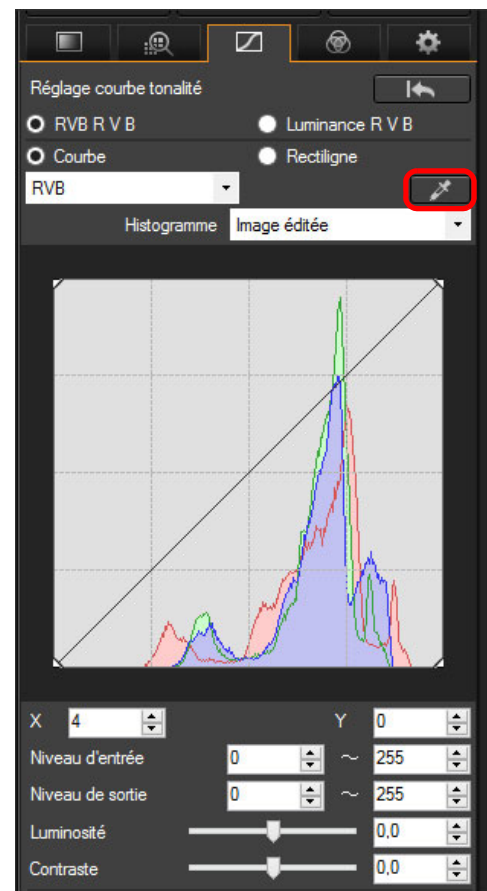 Réglage courbe tonalité
RVB R V B Luminance R V B
Courbe Rectiligne
RVB
Histogramme Image éditée
X 4 Y 0
Niveau d'entrée 0 ~ 255
Niveau de sortie 0 ~ 255
Luminosité 0,0
Contraste 0,0